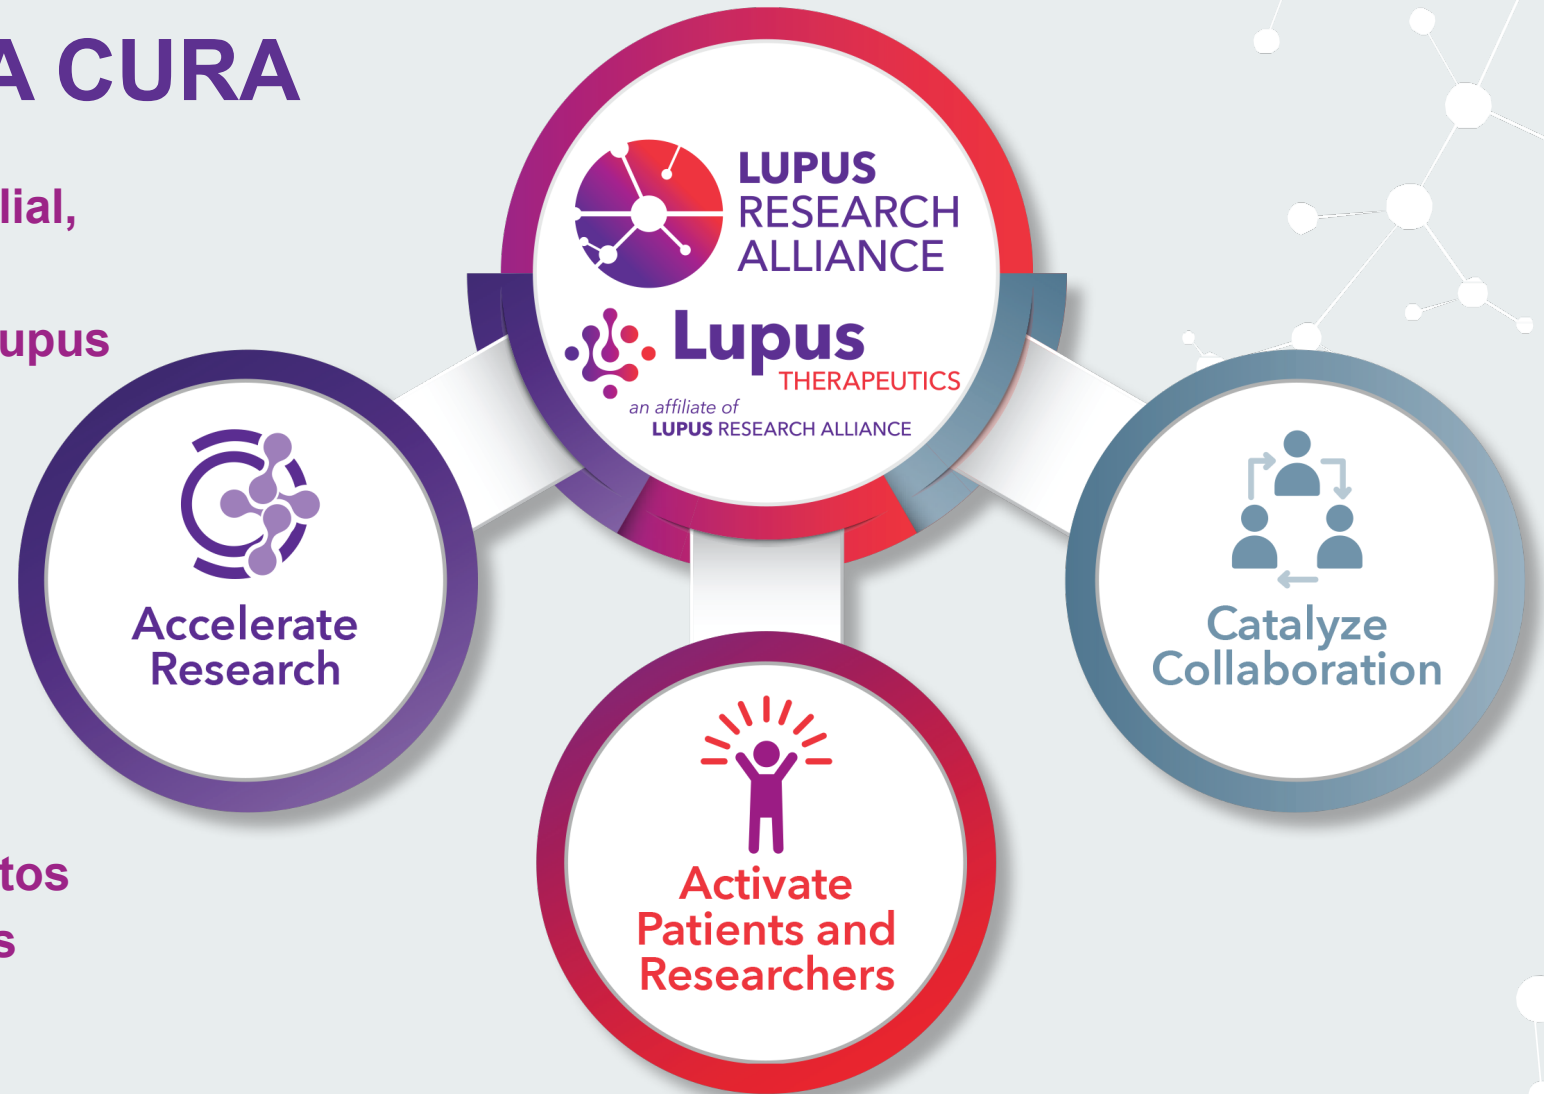 A CURA
lial,
upus
tos
s
LUPUS
RESEARCH
ALLIANCE
Lupus
THERAPEUTICS
an affiliate of
LUPUS RESEARCH ALLIANCE
Accelerate
Research
Activate
Patients and
Researchers
Catalyze
Collaboration